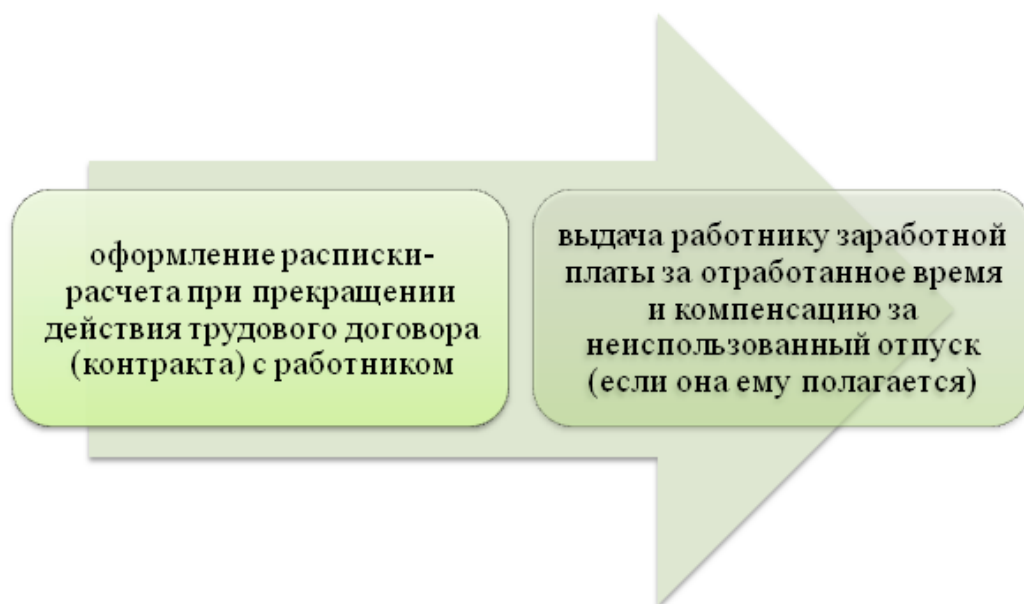 оформление расписки-
расчета при прекращении
действия трудового договора
(контракта) с работником
выдача работнику заработной
платы за отработанное время
и компенсацию за
неиспользованный отпуск
(если она ему полагается)